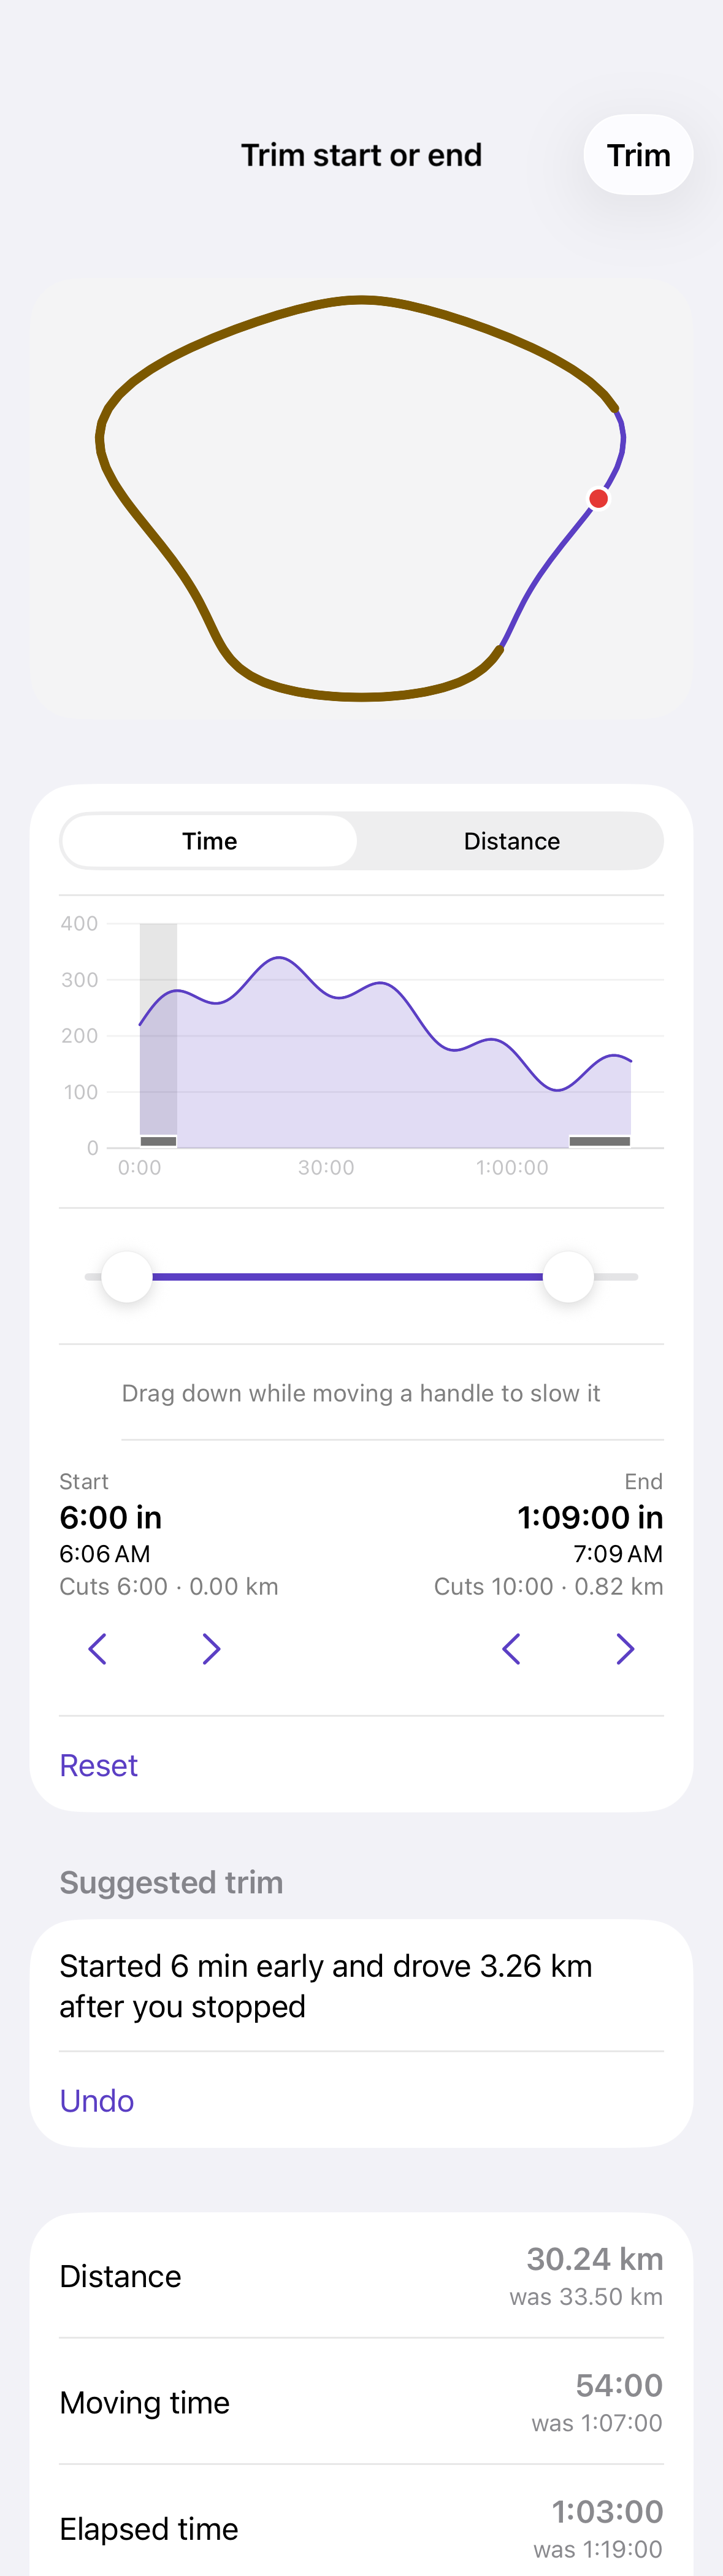 Trim start or end
Trim
Time
Distance
400
300
200
100
0
0:00
30:00
1:00:00
Drag down while moving a handle to slow it
Start
6:00 in
6:06 AM
Cuts 6:00 · 0.00 km
End
1:09:00 in
7:09 AM
Cuts 10:00 · 0.82 km
Reset
Suggested trim
Started 6 min early and drove 3.26 km
after you stopped
Undo
Distance
30.24 km
was 33.50 km
Moving time
54:00
was 1:07:00
Elapsed time
1:03:00
was 1:19:00